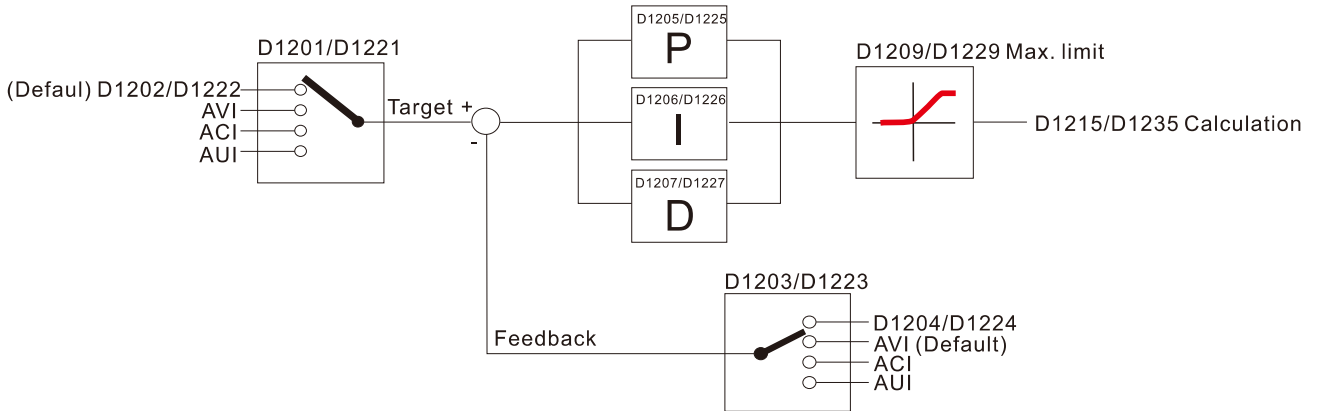 D1201/D1221
(Defaul) D1202/D1222
AVI
ACI
AUI
Target +
-
D1205/D1225
P
D1206/D1226
I
D1207/D1227
D
D1209/D1229 Max. limit
D1215/D1235 Calculation
Feedback
D1203/D1223
D1204/D1224
AVI (Default)
ACI
AUI